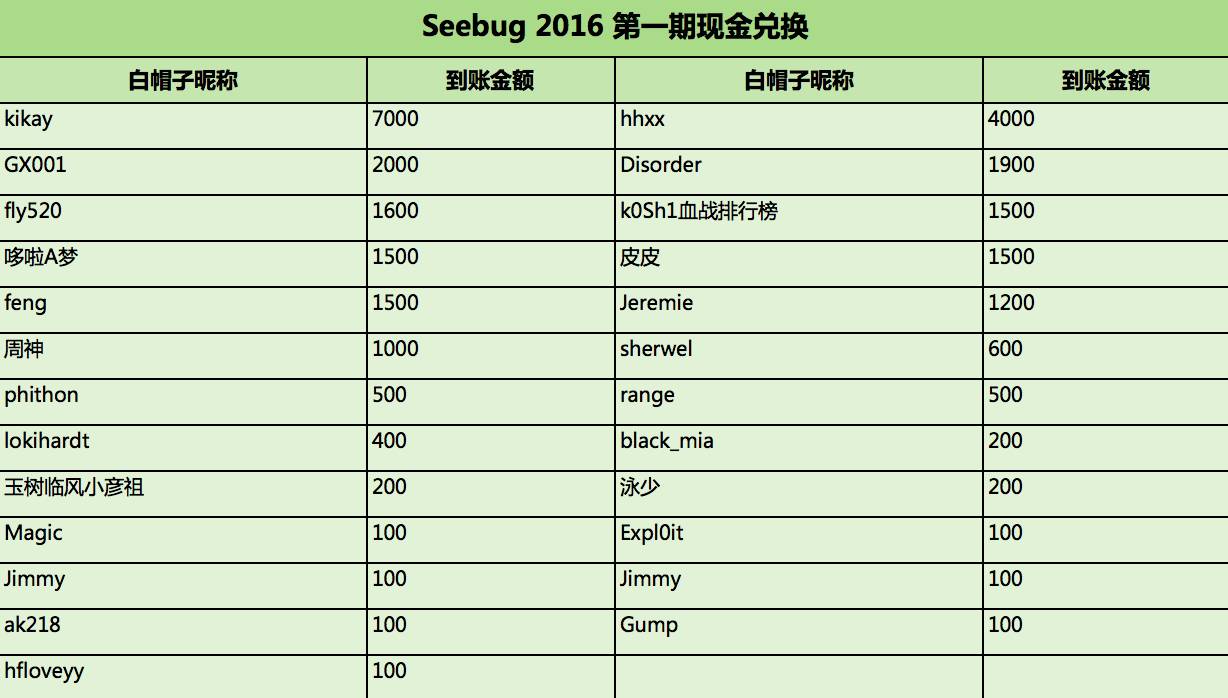 Seebug 2016 第一期现金兑换
白帽子昵称 到账金额 白帽子昵称 到账金额
kikay 7000 hhxx 4000
GX001 2000 Disorder 1900
fly520 1600 k0Sh1血战排行榜 1500
哆啦A梦 1500 皮皮 1500
feng 1500 Jeremie 1200
周神 1000 sherwel 600
phithon 500 range 500
lokihardt 400 black_mia 200
玉树临风小彦祖 200 泳少 200
Magic 100 Expl0it 100
Jimmy 100 Jimmy 100
ak218 100 Gump 100
hfloveyy 100